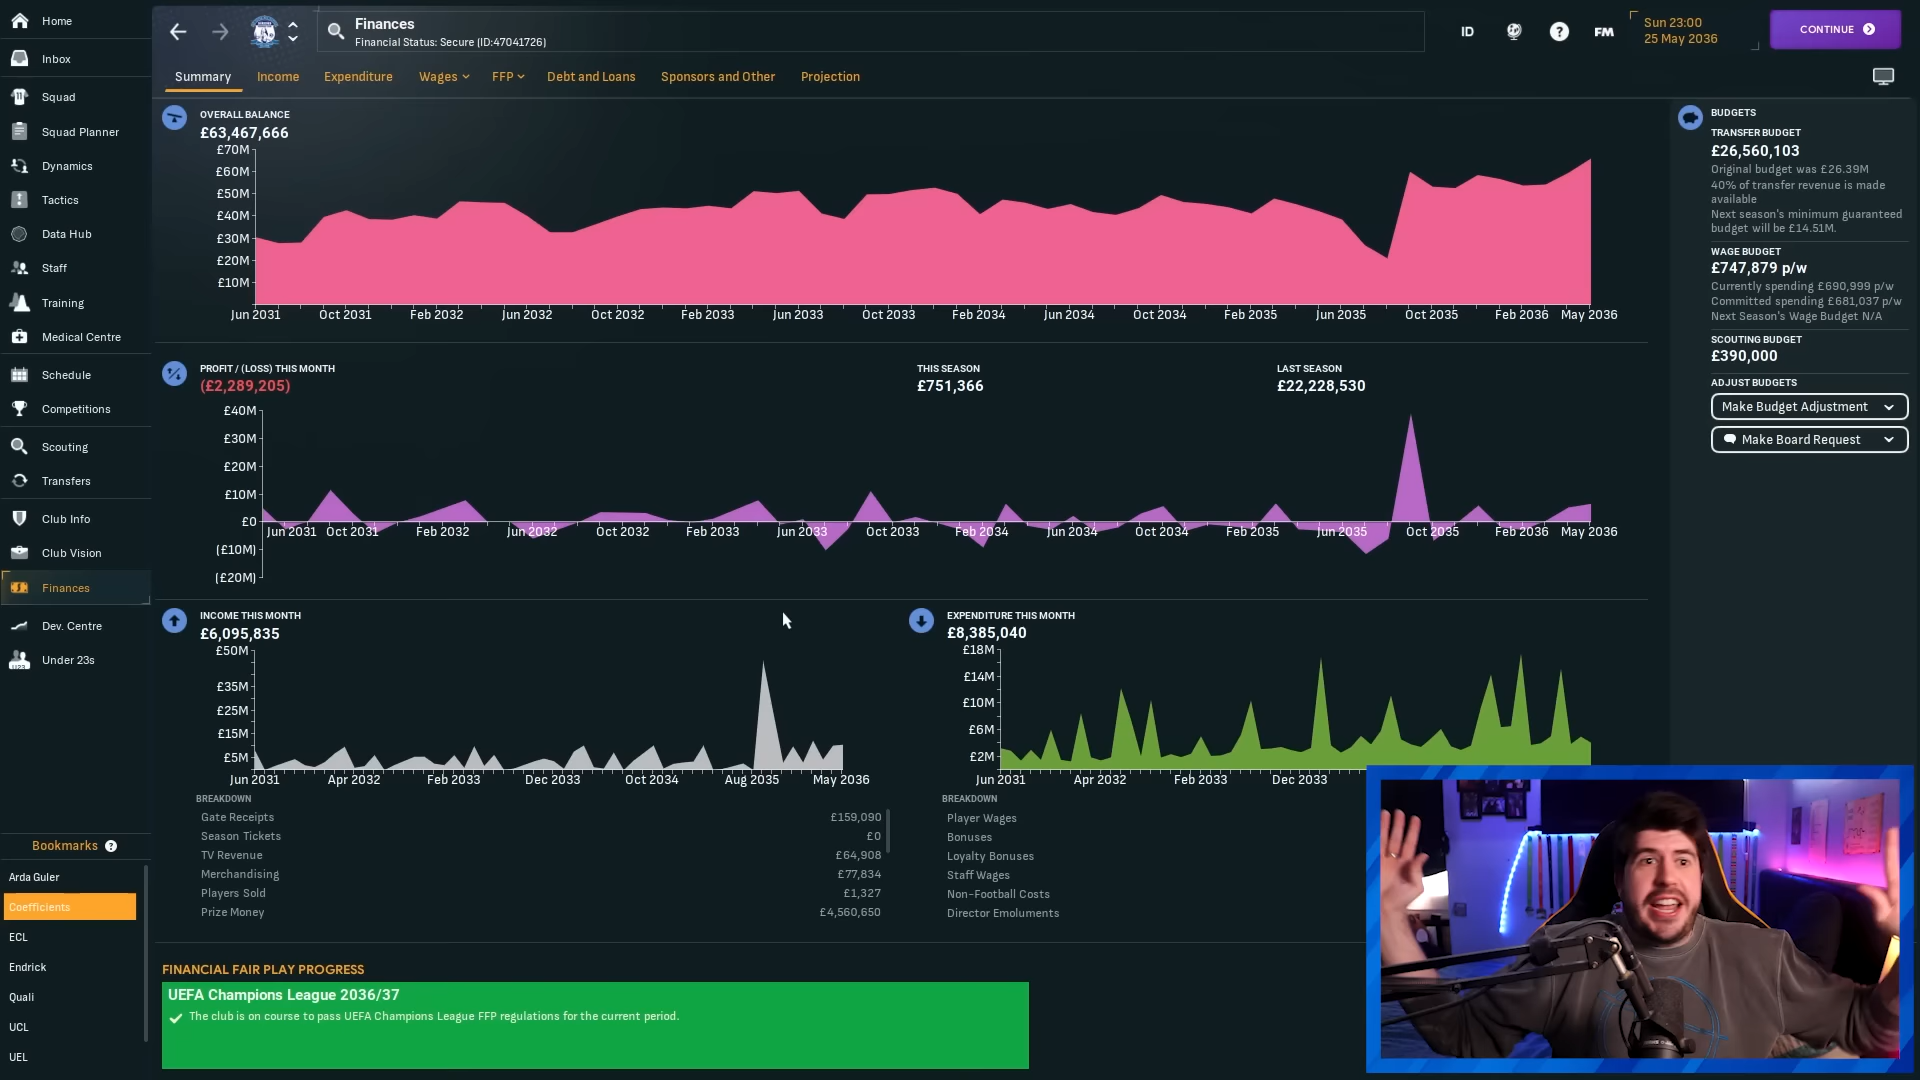 Home
Inbox
Squad
Squad Planner
Dynamics
Tactics
Data Hub
Staff
Training
Medical Centre
Schedule
Competitions
Scouting
Transfers
Club Info
Club Vision
Finances
Dev. Centre
Under 23s
Bookmarks ?
Arda Guler
Coefficients
ECL
Endrick
Quali
UCL
UEL
Finances
Financial Status: Secure (ID:47041726)
ID
?
FM
Sun 23:00
25 May 2036
CONTINUE
Summary Income Expenditure Wages FFP Debt and Loans Sponsors and Other Projection
OVERALL BALANCE
£63,467,666
£70M
£60M
£50M
£40M
£30M
£20M
£10M
Jun 2031 Oct 2031 Feb 2032 Jun 2032 Oct 2032 Feb 2033 Jun 2033 Oct 2033 Feb 2034 Jun 2034 Oct 2034 Feb 2035 Jun 2035 Oct 2035 Feb 2036 May 2036
PROFIT / (LOSS) THIS MONTH
(£2,289,205)
THIS SEASON
£751,366
LAST SEASON
£22,228,530
£40M
£30M
£20M
£10M
£0
(£10M)
(£20M)
Jun 2031 Oct 2031 Feb 2032 Jun 2032 Oct 2032 Feb 2033 Jun 2033 Oct 2033 Feb 2034 Jun 2034 Oct 2034 Feb 2035 Jun 2035 Oct 2035 Feb 2036 May 2036
INCOME THIS MONTH
£6,095,835
£50M
£35M
£25M
£15M
£5M
Jun 2031 Apr 2032 Feb 2033 Dec 2033 Oct 2034 Aug 2035 May 2036
BREAKDOWN
Gate Receipts £159,090
Season Tickets £0
TV Revenue £64,908
Merchandising £77,834
Players Sold £1,327
Prize Money £4,560,650
EXPENDITURE THIS MONTH
£8,385,040
£18M
£14M
£10M
£6M
£2M
Jun 2031 Apr 2032 Feb 2033 Dec 2033
BREAKDOWN
Player Wages
Bonuses
Loyalty Bonuses
Staff Wages
Non-Football Costs
Director Emoluments
FINANCIAL FAIR PLAY PROGRESS
UEFA Champions League 2036/37
The club is on course to pass UEFA Champions League FFP regulations for the current period.
BUDGETS
TRANSFER BUDGET
£26,560,103
Original budget was £26.39M
40% of transfer revenue is made
available
Next season's minimum guaranteed
budget will be £14.51M.
WAGE BUDGET
£747,879 p/w
Currently spending £690,999 p/w
Committed spending £681,037 p/w
Next Season's Wage Budget N/A
SCOUTING BUDGET
£390,000
ADJUST BUDGETS
Make Budget Adjustment
Make Board Request